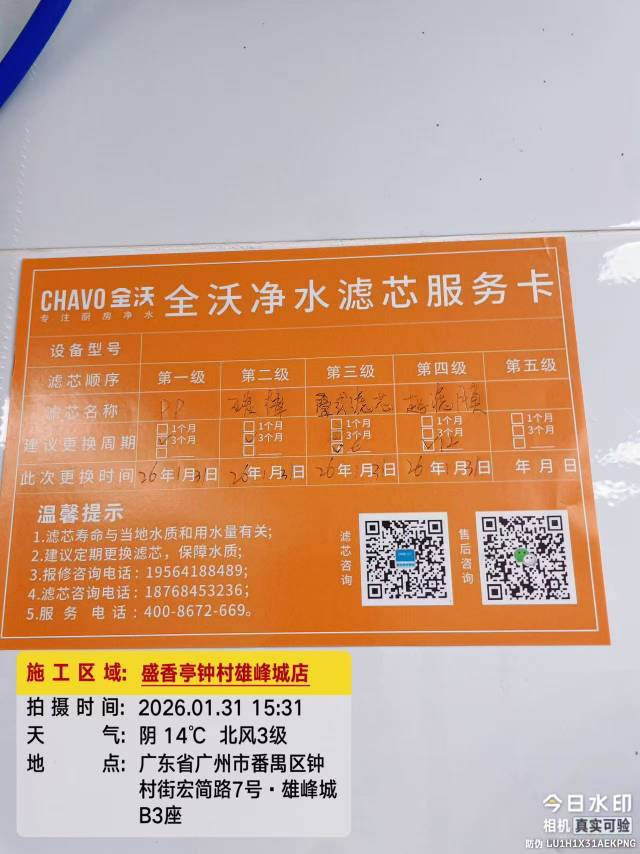 CHAVO 全沃
专注厨房净水
全沃净水滤芯服务卡
设备型号
滤芯顺序 第一级 第二级 第三级 第四级 第五级
滤芯名称 PP 滤芯
建议更换周期 1个月 1个月 1个月 1个月 1个月
3个月 3个月 3个月 3个月 3个月
此次更换时间 26年1月31日 26年1月31日 26年 月31日 26年 月31日 年 月 日
温馨提示
1.滤芯寿命与当地水质和用水量有关;
2.建议定期更换滤芯，保障水质;
3.报修咨询电话: 19564188489;
4.滤芯咨询电话: 18768453236;
5.服务电话: 400-8672-669。
滤芯咨询
售后咨询
施工区域: 盛香亭钟村雄峰城店
拍摄时间: 2026.01.31 15:31
天气: 阴 14℃ 北风3级
地点: 广东省广州市番禺区钟
村街宏简路7号·雄峰城
B3座
今日水印
相机 真实可验
防伪 LU1H1X31AEKPNG